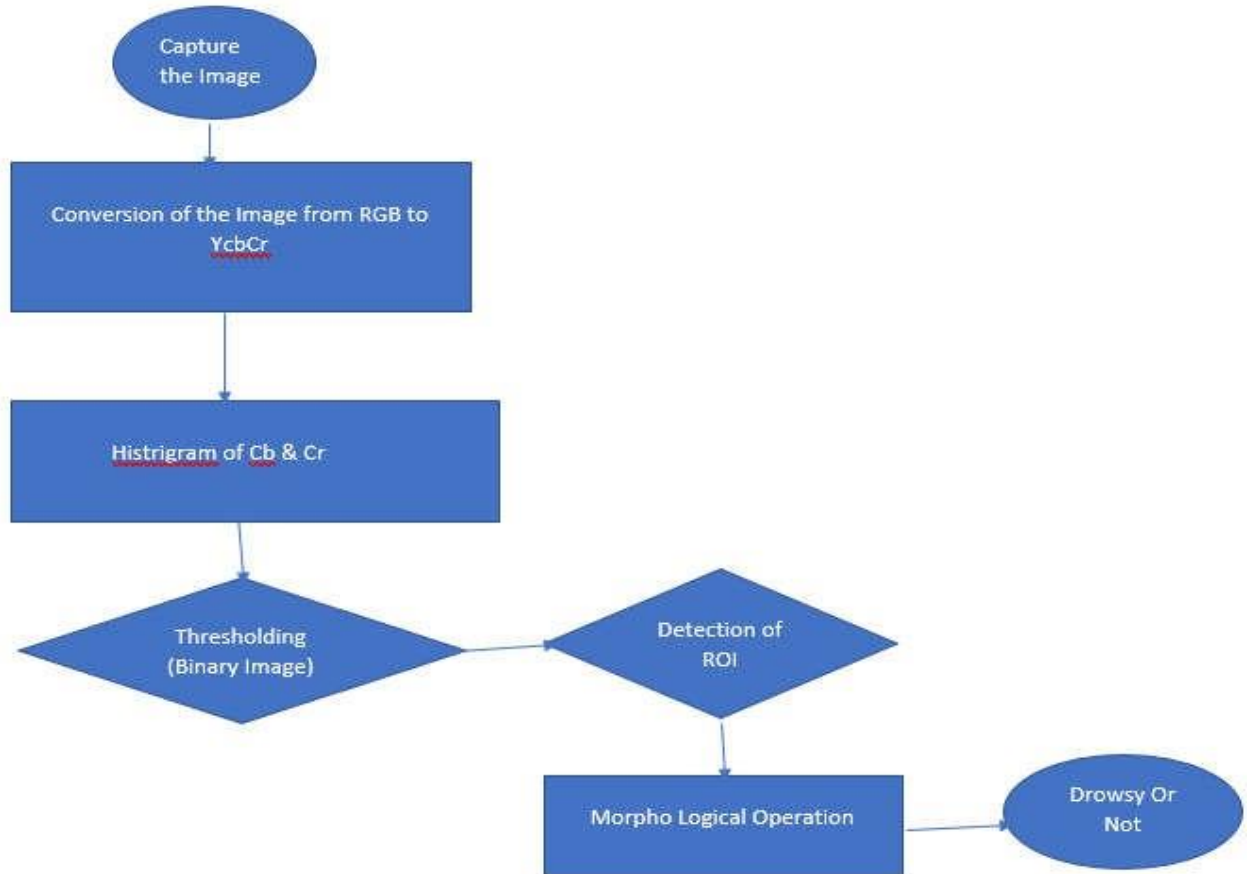 Capture
the Image
Conversion of the Image from RGB to
YcbCr
Histrigram of Cb & Cr
Thresholding
(Binary Image)
Detection of
ROI
Morpho Logical Operation
Drowsy Or
Not